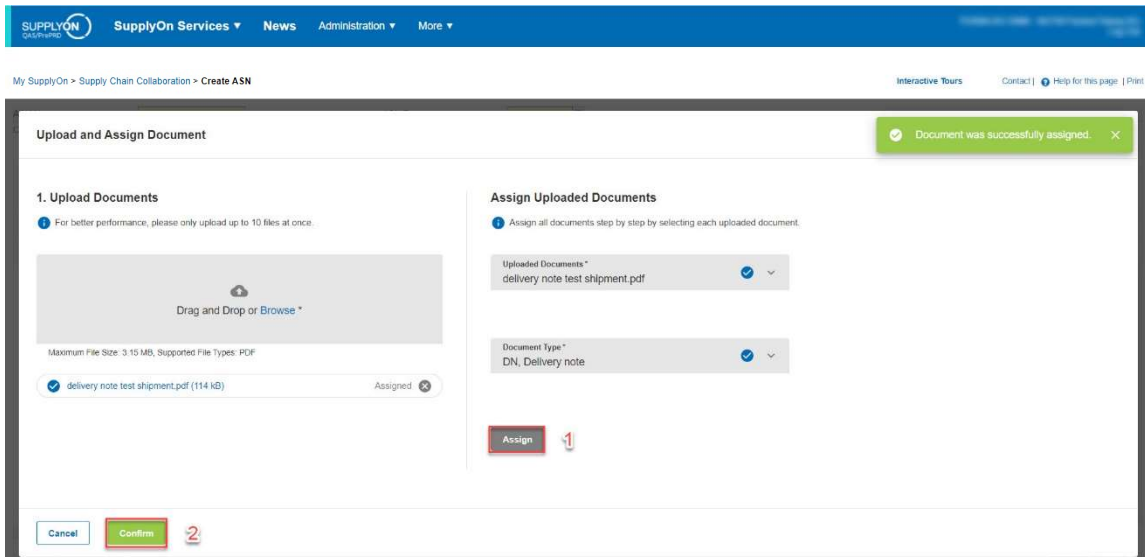 SUPPLYON
QAS/PrePRD
SupplyOn Services ▾ News Administration ▾ More ▾
My SupplyOn > Supply Chain Collaboration > Create ASN
Interactive Tours Contact | Help for this page | Print
Upload and Assign Document
Document was successfully assigned.
1. Upload Documents
For better performance, please only upload up to 10 files at once.
Drag and Drop or Browse *
Maximum File Size: 3.15 MB, Supported File Types: PDF
delivery note test shipment.pdf (114 kB) Assigned
Assign Uploaded Documents
Assign all documents step by step by selecting each uploaded document.
Uploaded Documents *
delivery note test shipment.pdf
Document Type *
DN, Delivery note
Assign 1
Cancel Confirm 2